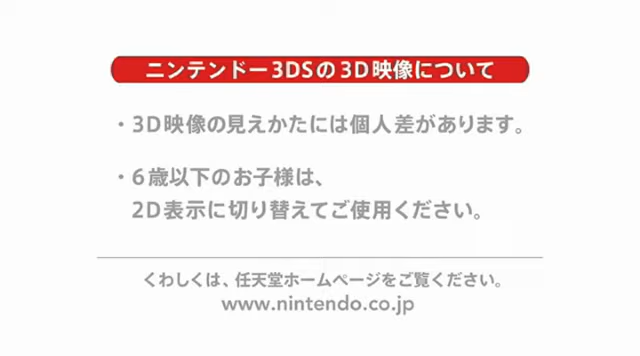 ニンテンドー3DSの3D映像について
・3D映像の見えかたには個人差があります。
・6歳以下のお子様は、
2D表示に切り替えてご使用ください。
くわしくは、任天堂ホームページをご覧ください。
www.nintendo.co.jp